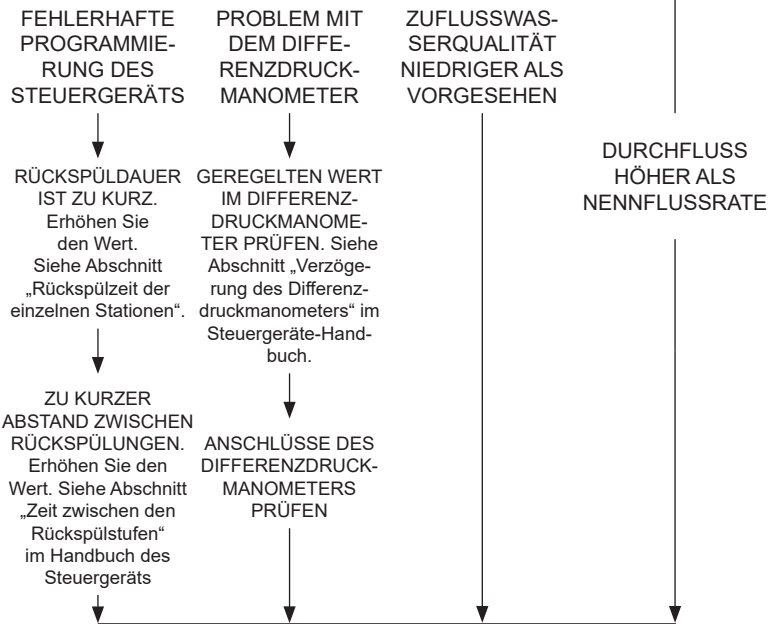 FEHLERHAFTE
PROGRAMMIE-
RUNG DES
STEUERGERÄTS
RÜCKSPÜLDAUER
IST ZU KURZ.
Erhöhen Sie
den Wert.
Siehe Abschnitt
„Rückspülzeit der
einzelnen Stationen“.
ZU KURZER
ABSTAND ZWISCHEN
RÜCKSPÜLUNGEN.
Erhöhen Sie den
Wert. Siehe Abschnitt
„Zeit zwischen den
Rückspülstufen“
im Handbuch des
Steuergeräts
PROBLEM MIT
DEM DIFFE-
RENZDRUCK-
MANOMETER
GEREGELTEN WERT
IM DIFFERENZ-
DRUCKMANOME-
TER PRÜFEN. Siehe
Abschnitt „Verzöge-
rung des Differenz-
druckmanometers“ im
Steuergeräte-Hand-
buch.
ANSCHLÜSSE DES
DIFFERENZDRUCK-
MANOMETERS
PRÜFEN
ZUFLUSSWAS-
SERQUALITÄT
NIEDRIGER ALS
VORGESEHEN
DURCHFLUSS
HÖHER ALS
NENNFLUSSRATE